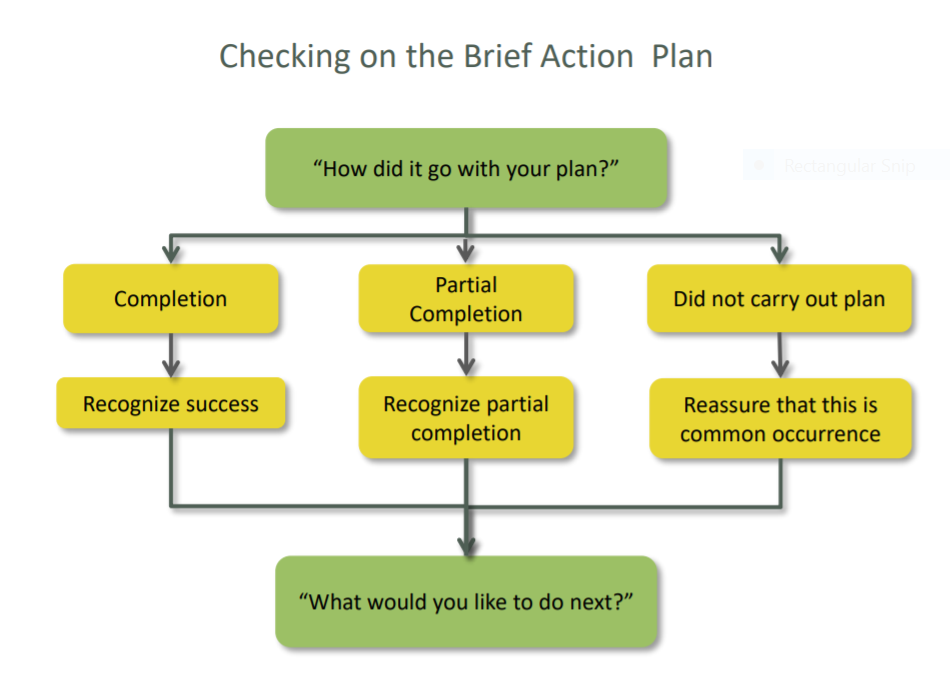 Checking on the Brief Action Plan
“How did it go with your plan?”
Rectangular Snip
Completion
Partial
Completion
Did not carry out plan
Recognize success
Recognize partial
completion
Reassure that this is
common occurrence
“What would you like to do next?”